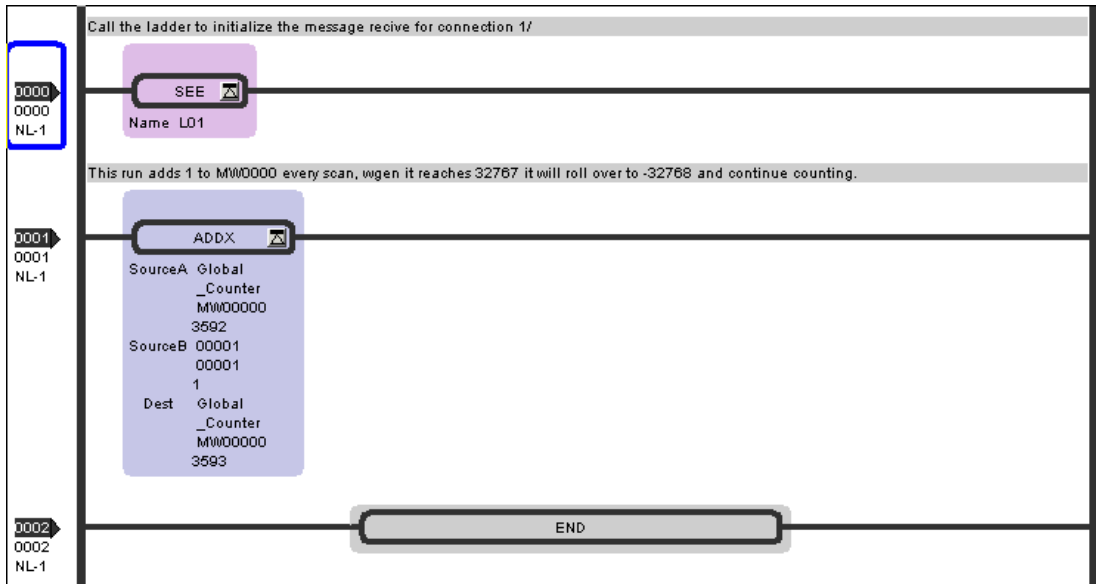 Call the ladder to initialize the message recive for connection 1/
0000
0000
NL-1
SEE
Name L01
This run adds 1 to MW0000 every scan, wgen it reaches 32767 it will roll over to -32768 and continue counting.
0001
0001
NL-1
ADDX
SourceA Global
_Counter
MW00000
3592
SourceB 00001
00001
1
Dest Global
_Counter
MW00000
3593
0002
0002
NL-1
END